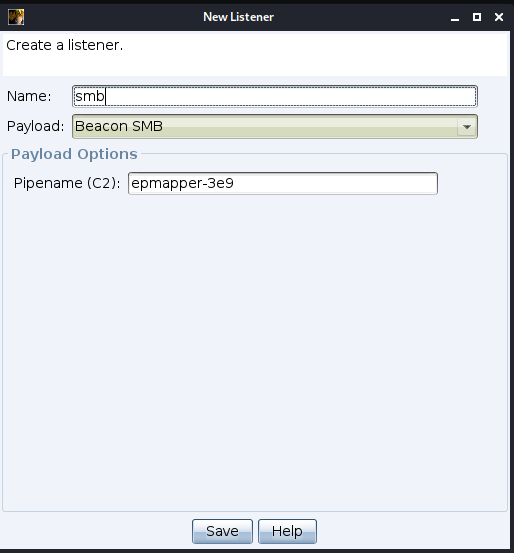 New Listener
Create a listener.
Name: smb
Payload: Beacon SMB
Payload Options
Pipename (C2): epmapper-3e9
Save Help